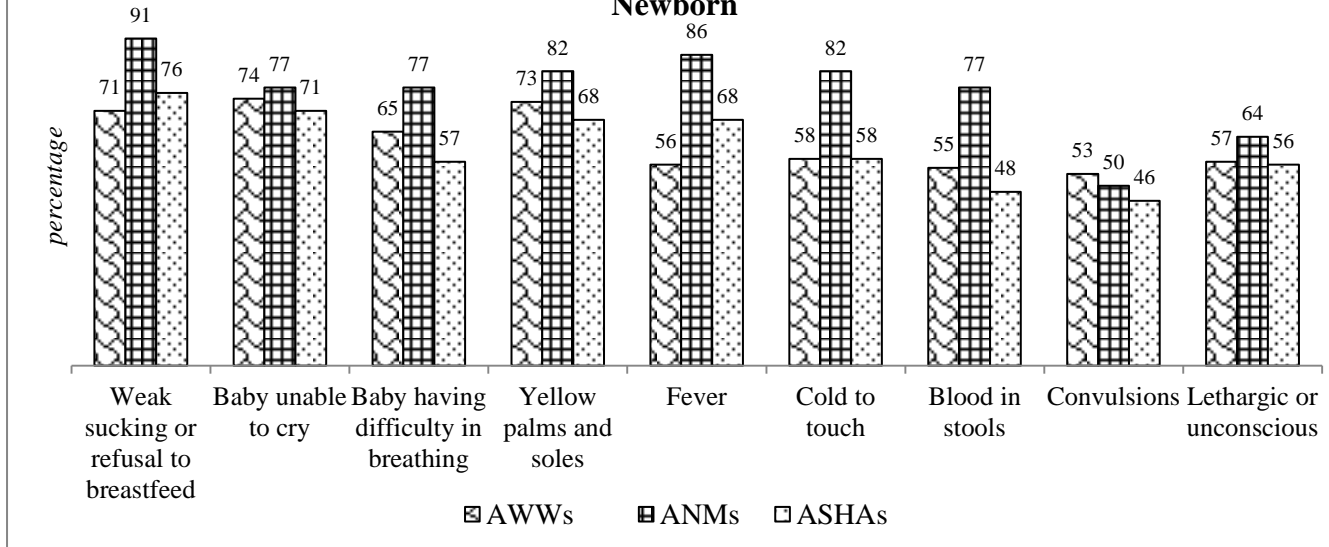 Newborn
percentage
91
71
76
74
77
71
77
65
57
82
73
68
86
56
68
82
58
58
77
55
48
53
50
46
57
64
56
Weak
sucking or
refusal to
breastfeed
Baby unable
to cry
Baby having
difficulty in
breathing
Yellow
palms and
soles
Fever
Cold to
touch
Blood in
stools
Convulsions
Lethargic or
unconscious
AWWs ANMs ASHAs